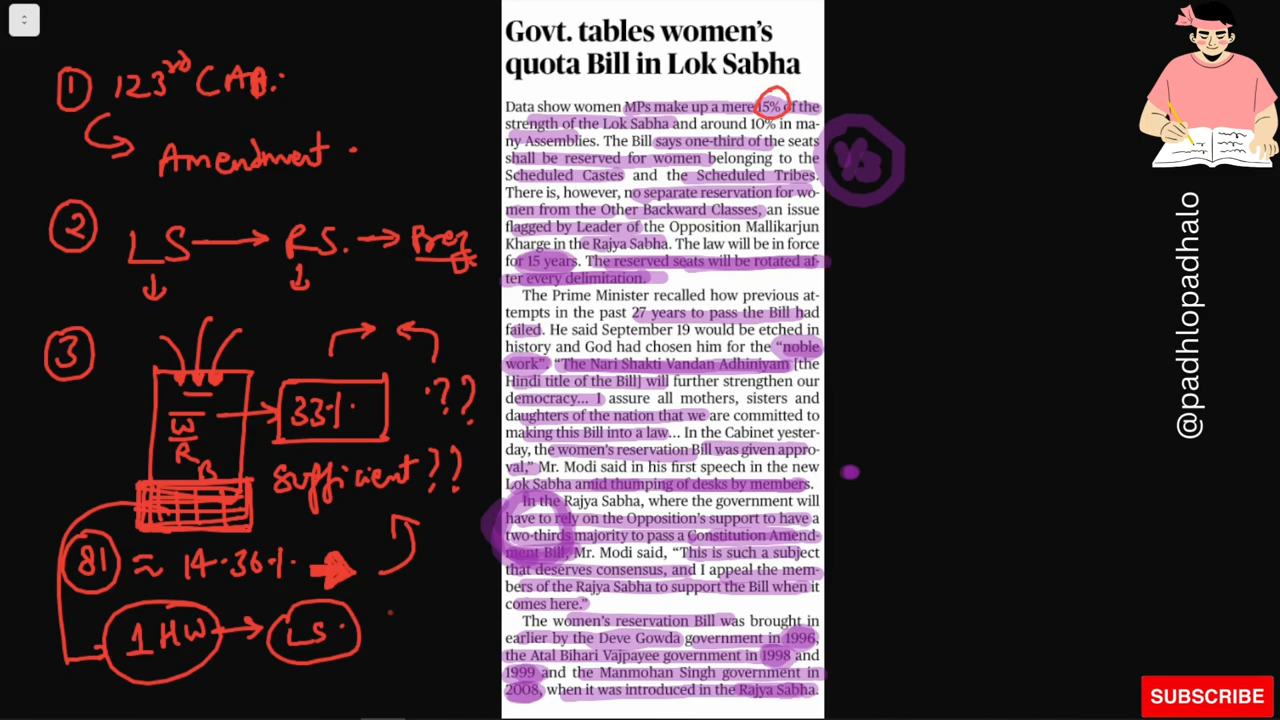 ① 123rd CAB.
Amendment.
② LS → RS. → Prez
③
W
R
B
33%.
??
Sufficient??
81 ≈ 14.36%.
1 HW → LS.
Govt. tables women's
quota Bill in Lok Sabha
Data show women MPs make up a mere 15% of the
strength of the Lok Sabha and around 10% in ma-
ny Assemblies. The Bill says one-third of the seats
shall be reserved for women belonging to the
Scheduled Castes and the Scheduled Tribes.
There is, however, no separate reservation for wo-
men from the Other Backward Classes, an issue
flagged by Leader of the Opposition Mallikarjun
Kharge in the Rajya Sabha. The law will be in force
for 15 years. The reserved seats will be rotated af-
ter every delimitation.
The Prime Minister recalled how previous at-
tempts in the past 27 years to pass the Bill had
failed. He said September 19 would be etched in
history and God had chosen him for the "noble
work". "The Nari Shakti Vandan Adhiniyam [the
Hindi title of the Bill] will further strengthen our
democracy... I assure all mothers, sisters and
daughters of the nation that we are committed to
making this Bill into a law... In the Cabinet yester-
day, the women's reservation Bill was given appro-
val," Mr. Modi said in his first speech in the new
Lok Sabha amid thumping of desks by members.
In the Rajya Sabha, where the government will
have to rely on the Opposition's support to have a
two-thirds majority to pass a Constitution Amend-
ment Bill, Mr. Modi said, "This is such a subject
that deserves consensus, and I appeal the mem-
bers of the Rajya Sabha to support the Bill when it
comes here."
The women's reservation Bill was brought in
earlier by the Deve Gowda government in 1996,
the Atal Bihari Vajpayee government in 1998 and
1999 and the Manmohan Singh government in
2008, when it was introduced in the Rajya Sabha.
1/3
@padhlopadhalo
SUBSCRIBE